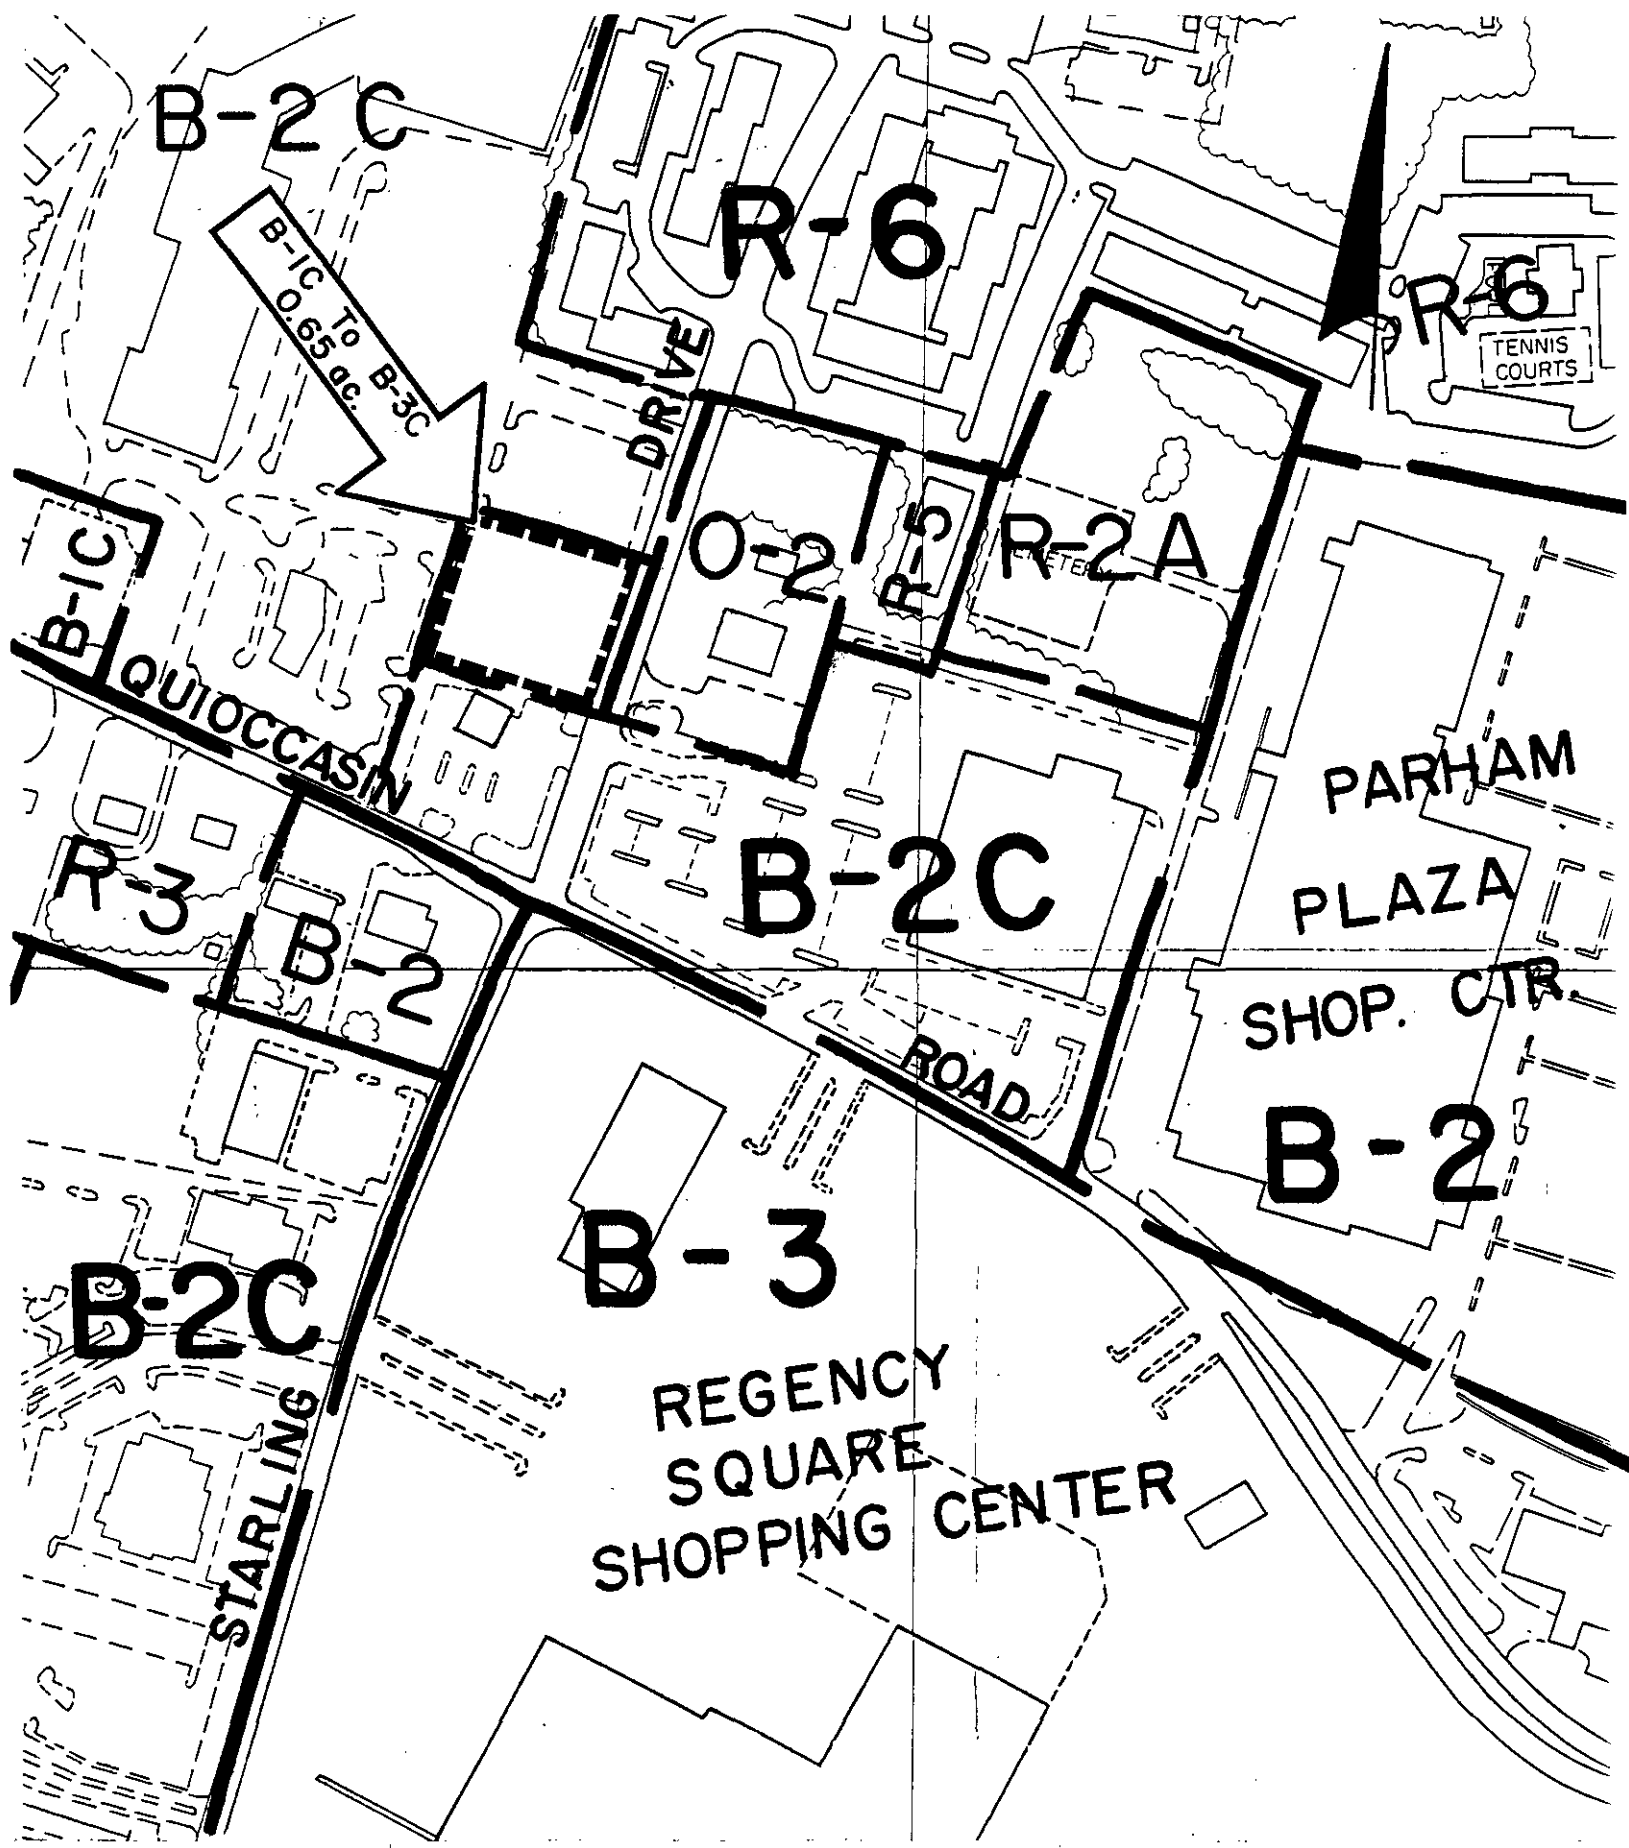 B-2C
R-6
B-1C To B-3C
0.65 ac.
R-6
TENNIS
COURTS
DRIVE
O-2
R-5
R-2A
CEMETERY
B-1C
QUIOCCASIN
PARHAM
PLAZA
SHOP. CTR.
R-3
B-2
B-2C
ROAD
B-2
B-3
B-2C
REGENCY
SQUARE
SHOPPING CENTER
STARLING